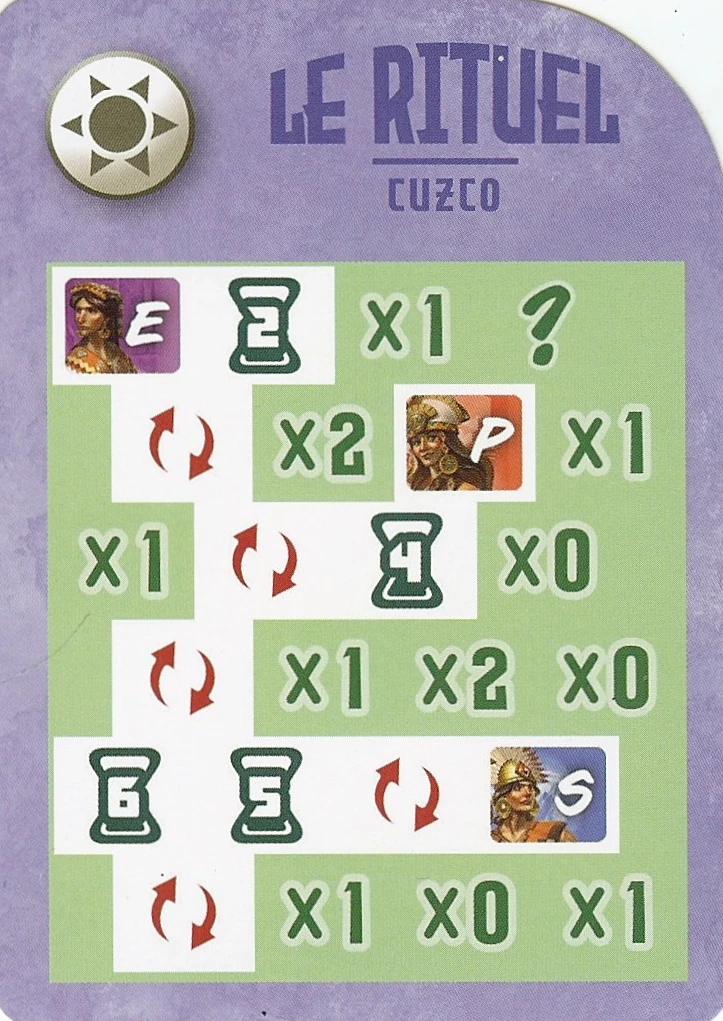 LE RITUEL
CUZCO
E 2 x1 ?
x2 P x1
x1 4 x0
x1 x2 x0
6 5 S
x1 x0 x1